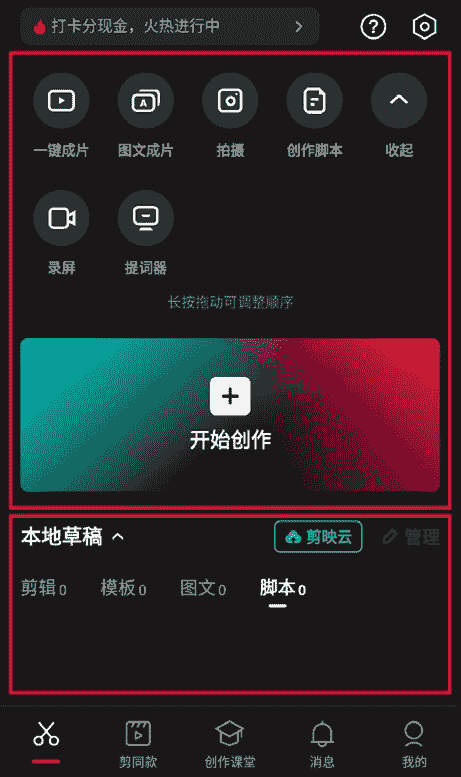 打卡分现金，火热进行中
一键成片 图文成片 拍摄 创作脚本 收起
录屏 提词器
长按拖动可调整顺序
开始创作
本地草稿 剪映云 管理
剪辑0 模板0 图文0 脚本0
剪同款 创作课堂 消息 我的